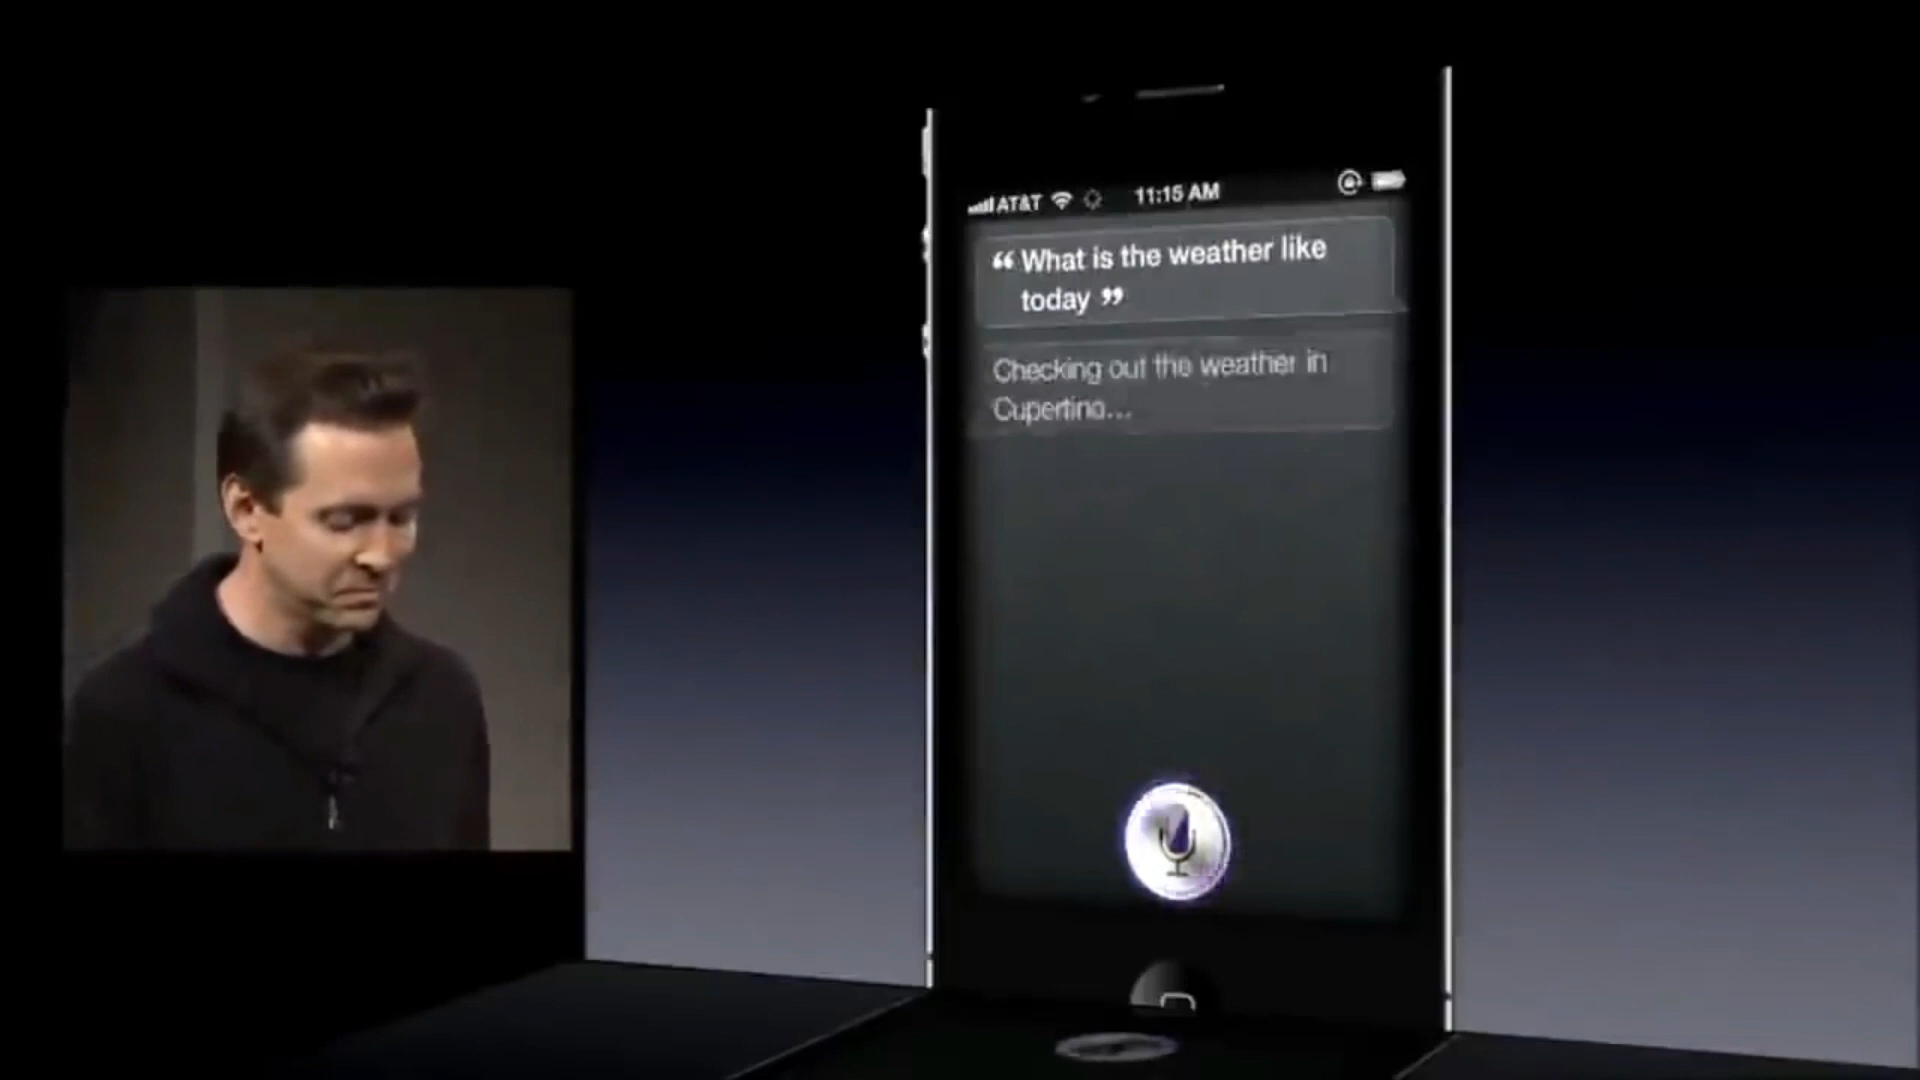 AT&T 11:15 AM
“ What is the weather like
today ”
Checking out the weather in
Cupertino...